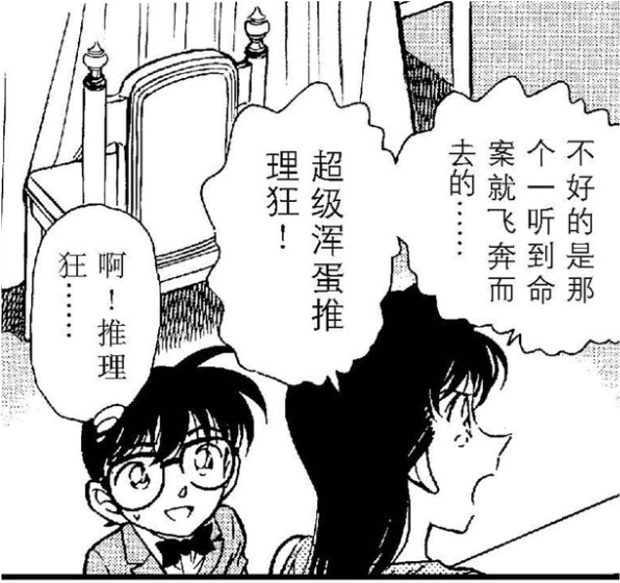 不好的是那
个一听到命
案就飞奔而
去的……
超级浑蛋推
理狂！
啊！推理
狂……